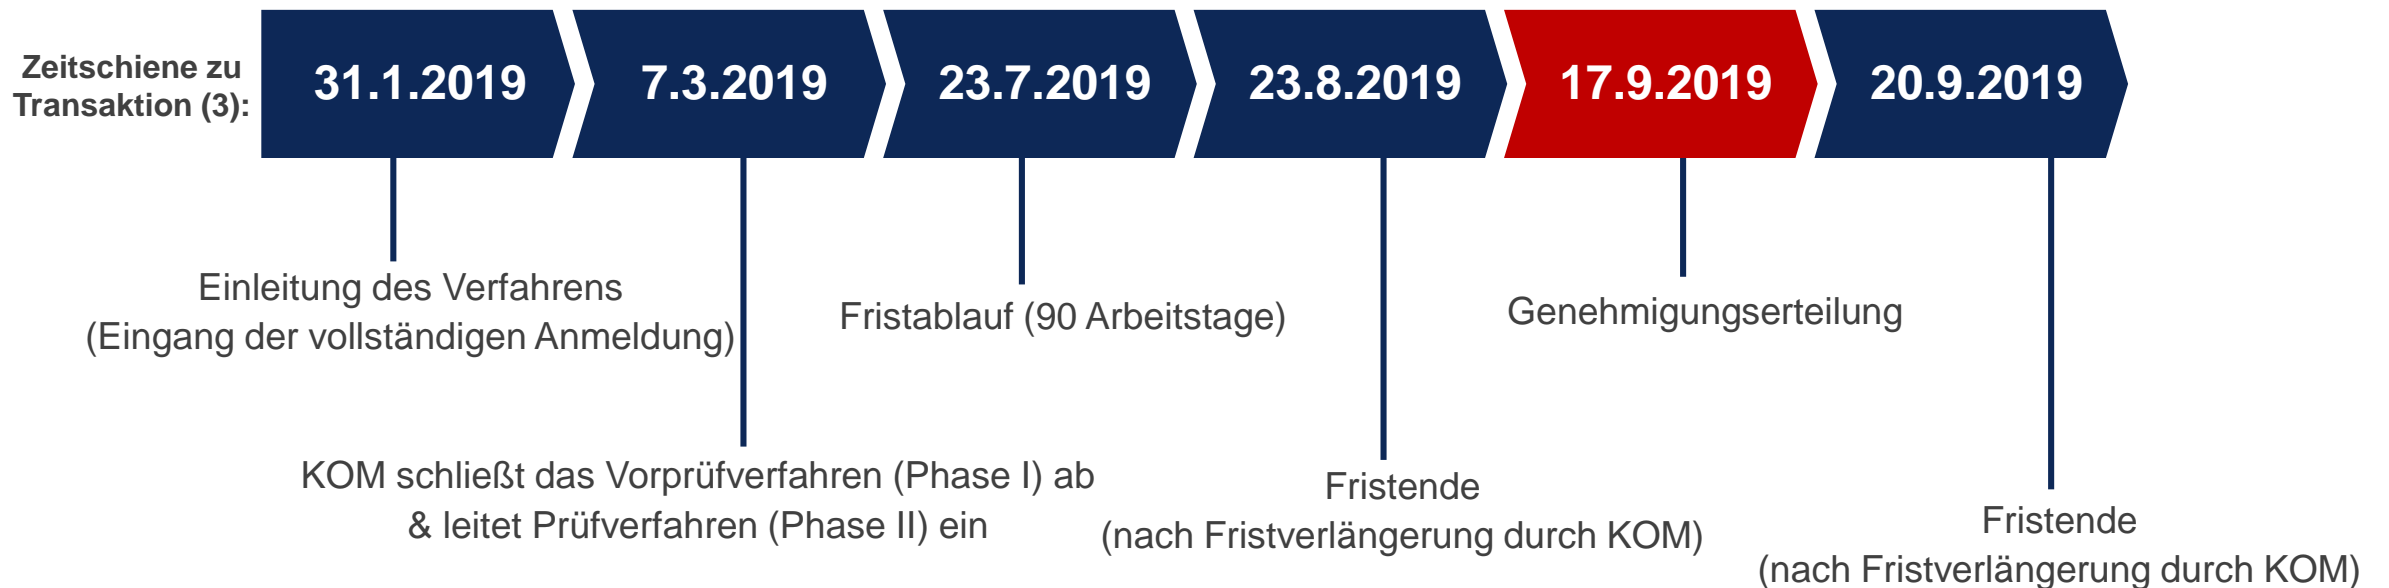 Zeitschiene zu
Transaktion (3):
31.1.2019
7.3.2019
23.7.2019
23.8.2019
17.9.2019
20.9.2019
Einleitung des Verfahrens
(Eingang der vollständigen Anmeldung)
KOM schließt das Vorprüfverfahren (Phase I) ab
& leitet Prüfverfahren (Phase II) ein
Fristablauf (90 Arbeitstage)
Fristende
(nach Fristverlängerung durch KOM)
Genehmigungserteilung
Fristende
(nach Fristverlängerung durch KOM)